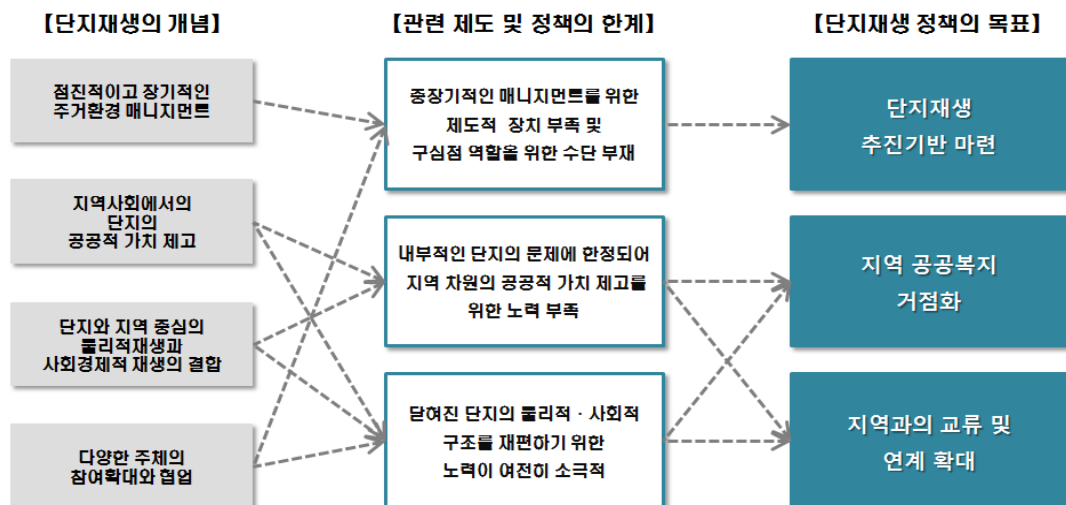 【단지재생의 개념】
점진적이고 장기적인
주거환경 매니지먼트
지역사회에서의
단지의
공공적 가치 제고
단지와 지역 중심의
물리적재생과
사회경제적 재생의 결합
다양한 주체의
참여확대와 협업
【관련 제도 및 정책의 한계】
중장기적인 매니지먼트를 위한
제도적 장치 부족 및
구심점 역할을 위한 수단 부재
내부적인 단지의 문제에 한정되어
지역 차원의 공공적 가치 제고를
위한 노력 부족
닫혀진 단지의 물리적 · 사회적
구조를 재편하기 위한
노력이 여전히 소극적
【단지재생 정책의 목표】
단지재생
추진기반 마련
지역 공공복지
거점화
지역과의 교류 및
연계 확대